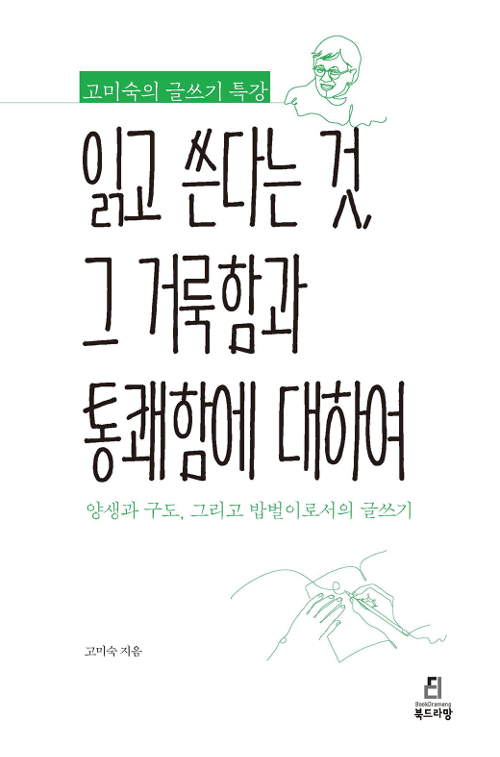 고미숙의 글쓰기 특강
읽고 쓴다는 것,
그 거룩함과
통쾌함에 대하여
양생과 구도, 그리고 밥벌이로서의 글쓰기
고미숙 지음
BookDramang
북드라망